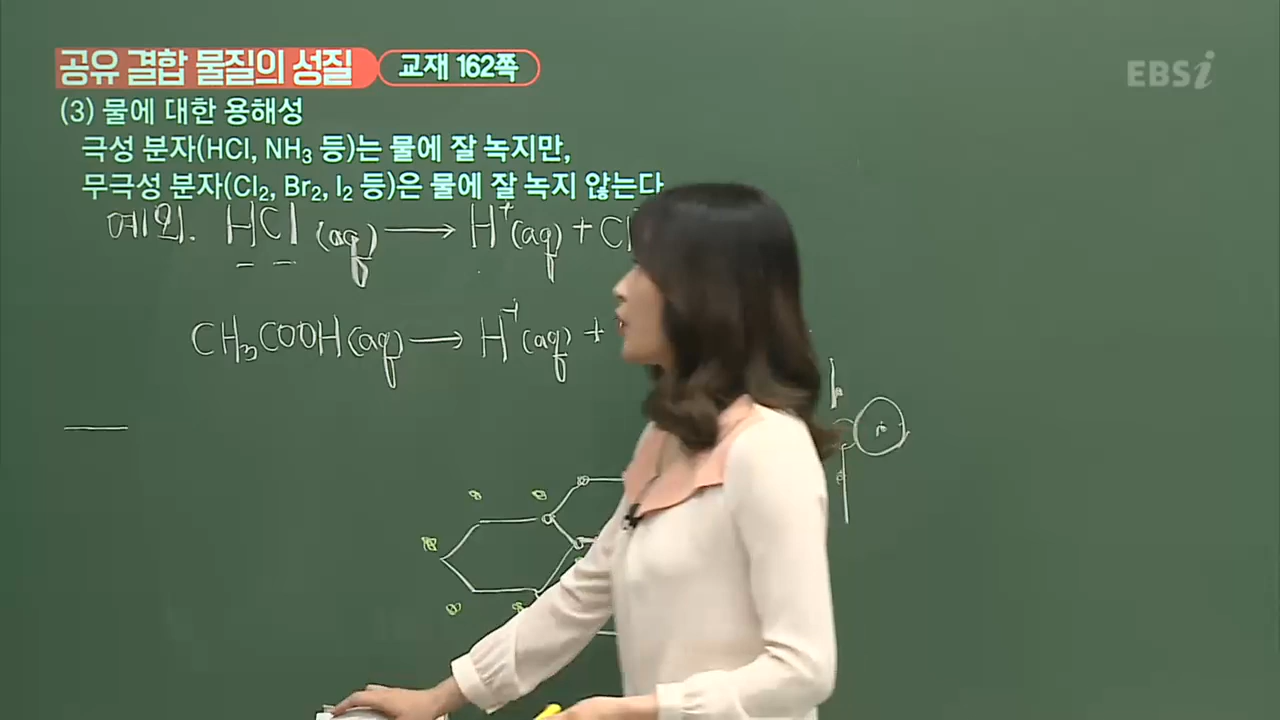 공유 결합 물질의 성질 교재 162쪽
EBSi
(3) 물에 대한 용해성
극성 분자(HCl, NH₃ 등)는 물에 잘 녹지만,
무극성 분자(Cl₂, Br₂, I₂ 등)은 물에 잘 녹지 않는다
예외. HCl (aq) → H⁺(aq) + Cl
CH₃COOH(aq) → H⁺(aq) +